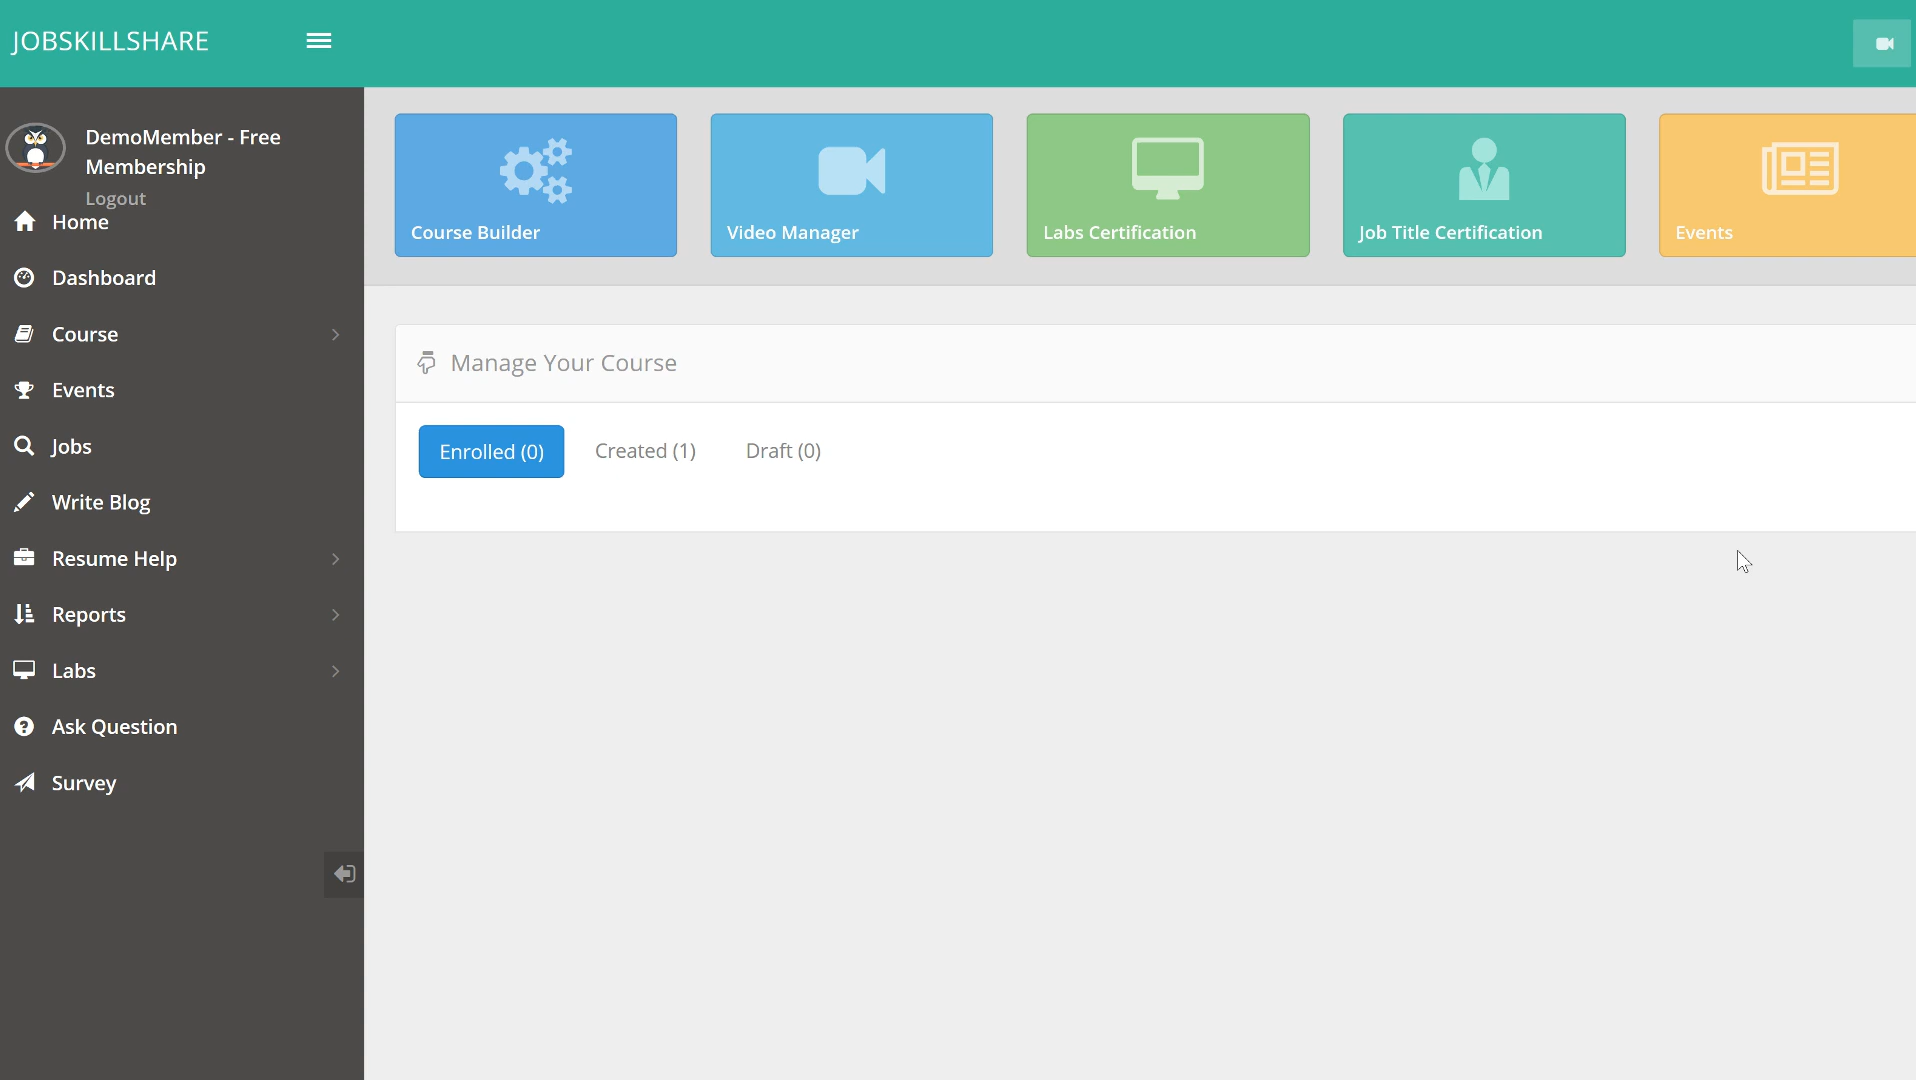 JOBSKILLSHARE
DemoMember - Free
Membership
Logout
Home
Dashboard
Course
Events
Jobs
Write Blog
Resume Help
Reports
Labs
Ask Question
Survey
Course Builder
Video Manager
Labs Certification
Job Title Certification
Events
Manage Your Course
Enrolled (0)
Created (1)
Draft (0)